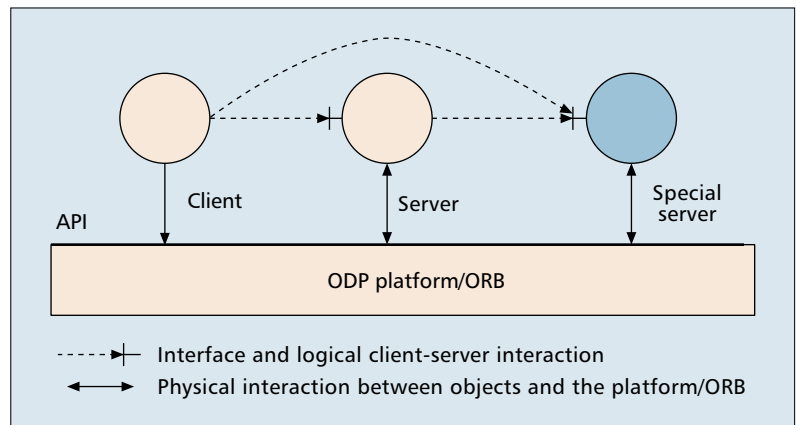 Client
Server
Special
server
API
ODP platform/ORB
Interface and logical client-server interaction
Physical interaction between objects and the platform/ORB